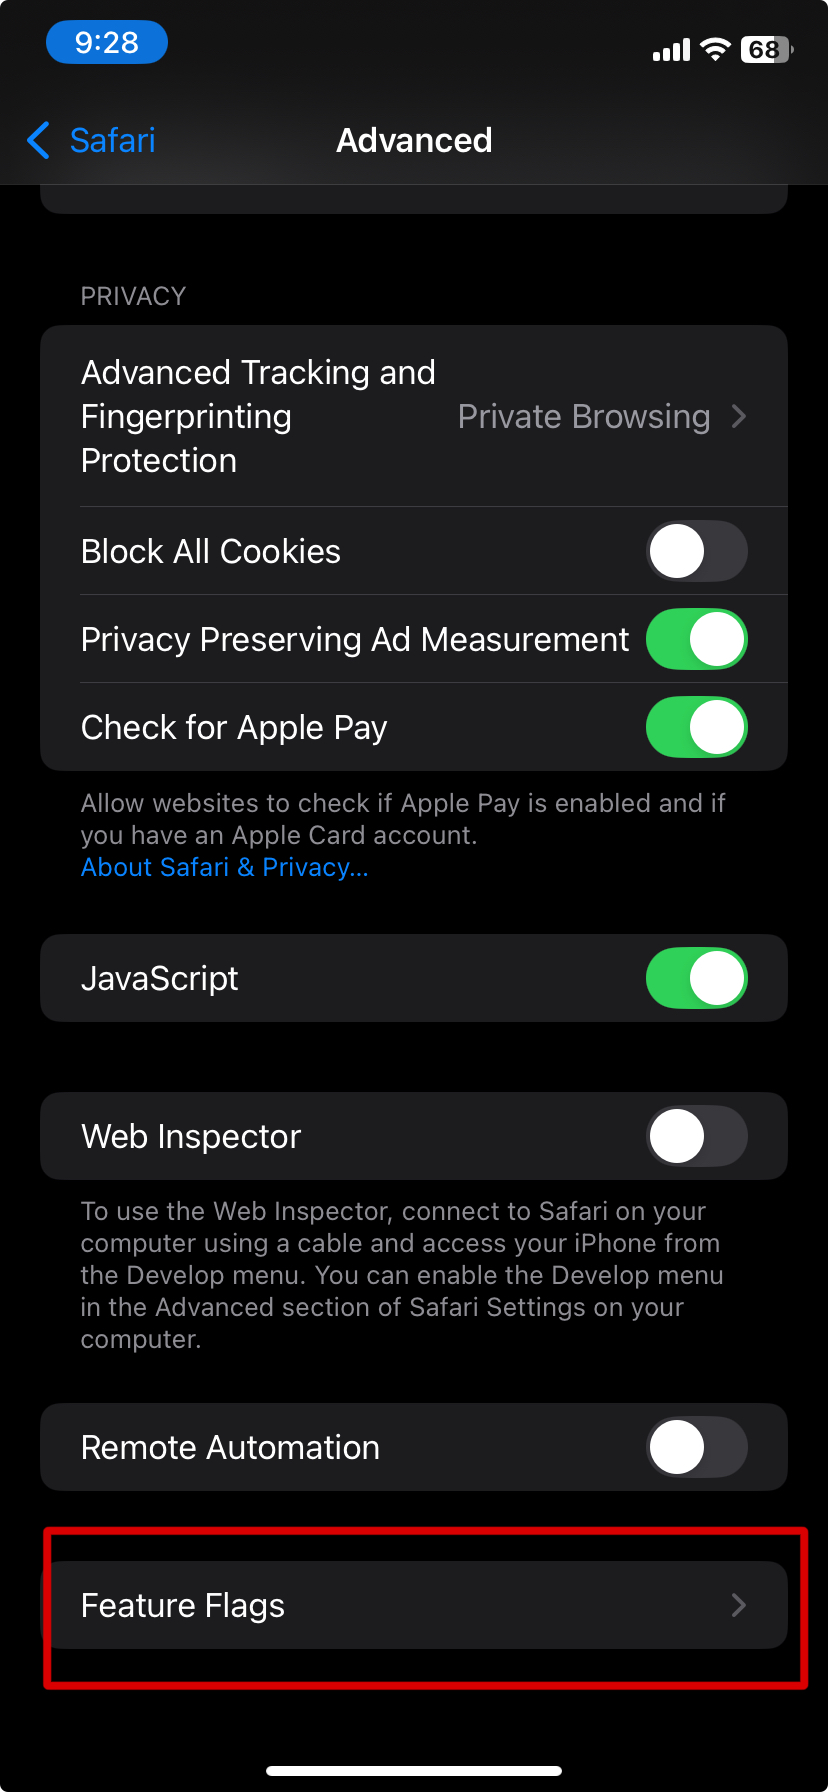 9:28
68
Safari
Advanced
PRIVACY
Advanced Tracking and
Fingerprinting
Protection
Private Browsing
Block All Cookies
Privacy Preserving Ad Measurement
Check for Apple Pay
Allow websites to check if Apple Pay is enabled and if
you have an Apple Card account.
About Safari & Privacy...
JavaScript
Web Inspector
To use the Web Inspector, connect to Safari on your
computer using a cable and access your iPhone from
the Develop menu. You can enable the Develop menu
in the Advanced section of Safari Settings on your
computer.
Remote Automation
Feature Flags